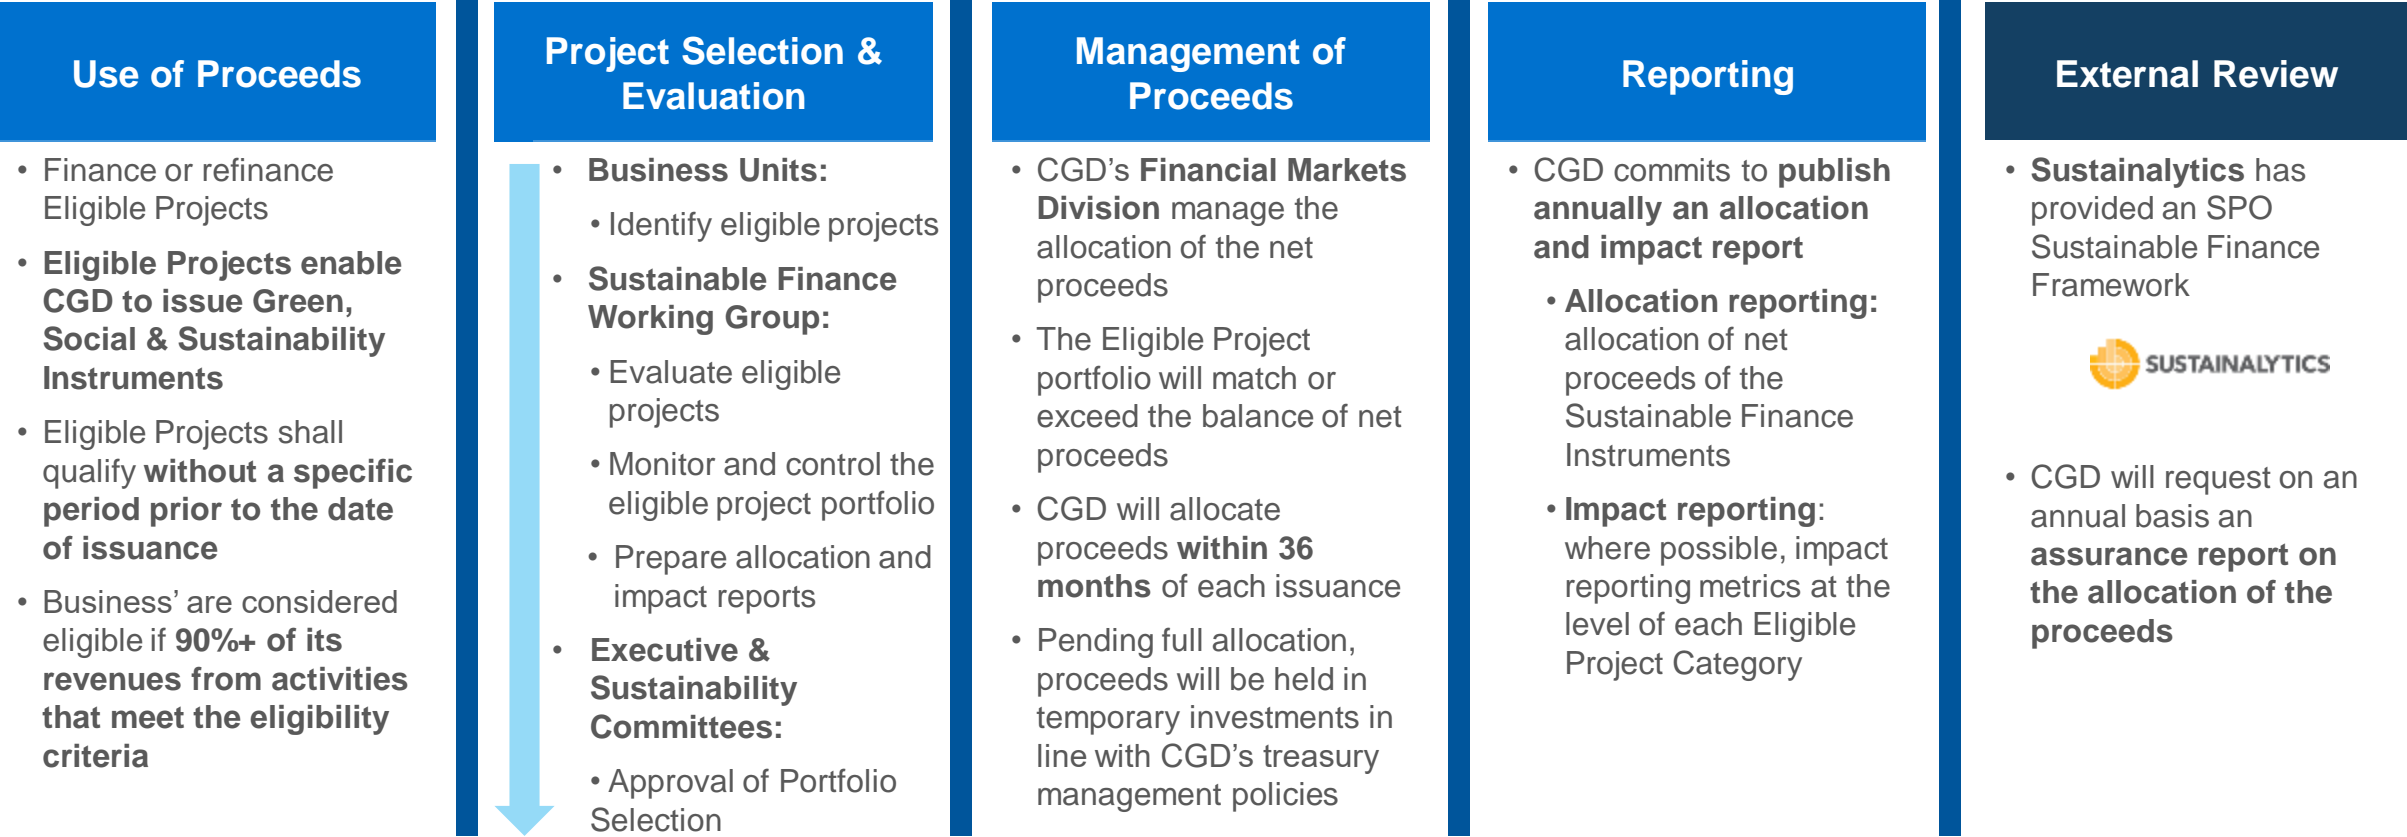 Use of Proceeds
• Finance or refinance
Eligible Projects
• Eligible Projects enable
CGD to issue Green,
Social & Sustainability
Instruments
• Eligible Projects shall
qualify without a specific
period prior to the date
of issuance
• Business’ are considered
eligible if 90%+ of its
revenues from activities
that meet the eligibility
criteria
Project Selection &
Evaluation
• Business Units:
• Identify eligible projects
• Sustainable Finance
Working Group:
• Evaluate eligible
projects
• Monitor and control the
eligible project portfolio
• Prepare allocation and
impact reports
• Executive &
Sustainability
Committees:
• Approval of Portfolio
Selection
Management of
Proceeds
• CGD’s Financial Markets
Division manage the
allocation of the net
proceeds
• The Eligible Project
portfolio will match or
exceed the balance of net
proceeds
• CGD will allocate
proceeds within 36
months of each issuance
• Pending full allocation,
proceeds will be held in
temporary investments in
line with CGD’s treasury
management policies
Reporting
• CGD commits to publish
annually an allocation
and impact report
• Allocation reporting:
allocation of net
proceeds of the
Sustainable Finance
Instruments
• Impact reporting:
where possible, impact
reporting metrics at the
level of each Eligible
Project Category
External Review
• Sustainalytics has
provided an SPO
Sustainable Finance
Framework
SUSTAINALYTICS
• CGD will request on an
annual basis an
assurance report on
the allocation of the
proceeds